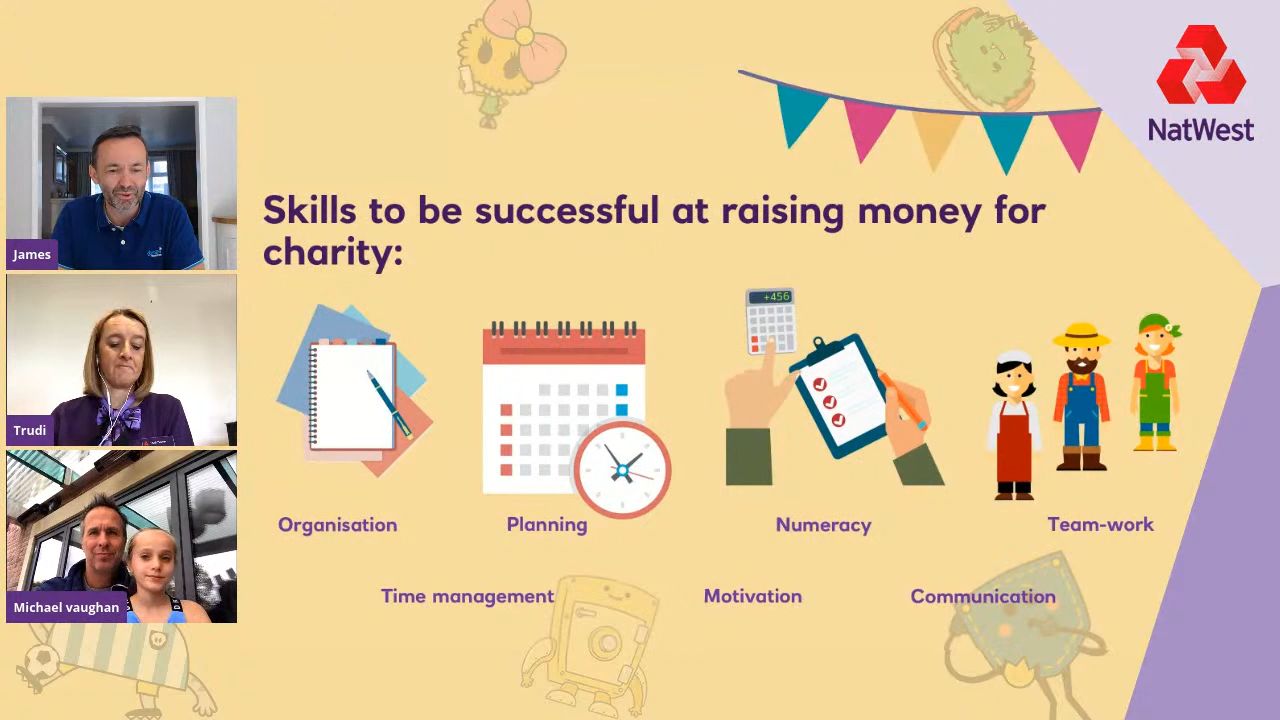 NatWest
Skills to be successful at raising money for
charity:
James
Trudi
Michael vaughan
+456
Organisation
Planning
Numeracy
Team-work
Time management
Motivation
Communication